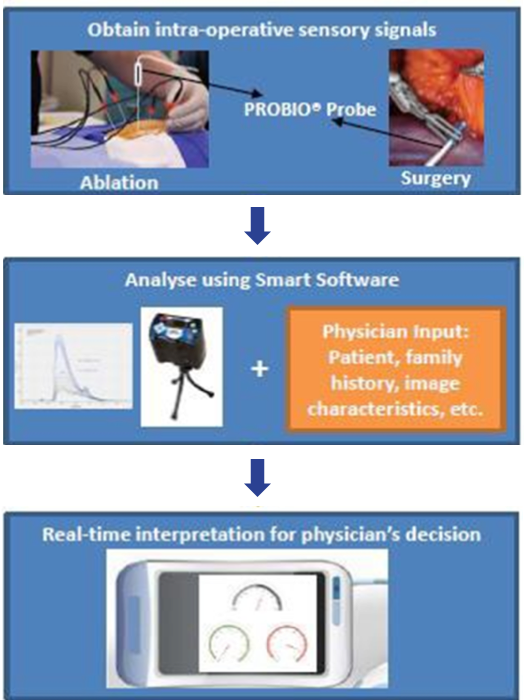 Obtain intra-operative sensory signals
PROBIO® Probe
Ablation
Surgery
Analyse using Smart Software
+
Physician Input:
Patient, family
history, image
characteristics, etc.
Real-time interpretation for physician's decision